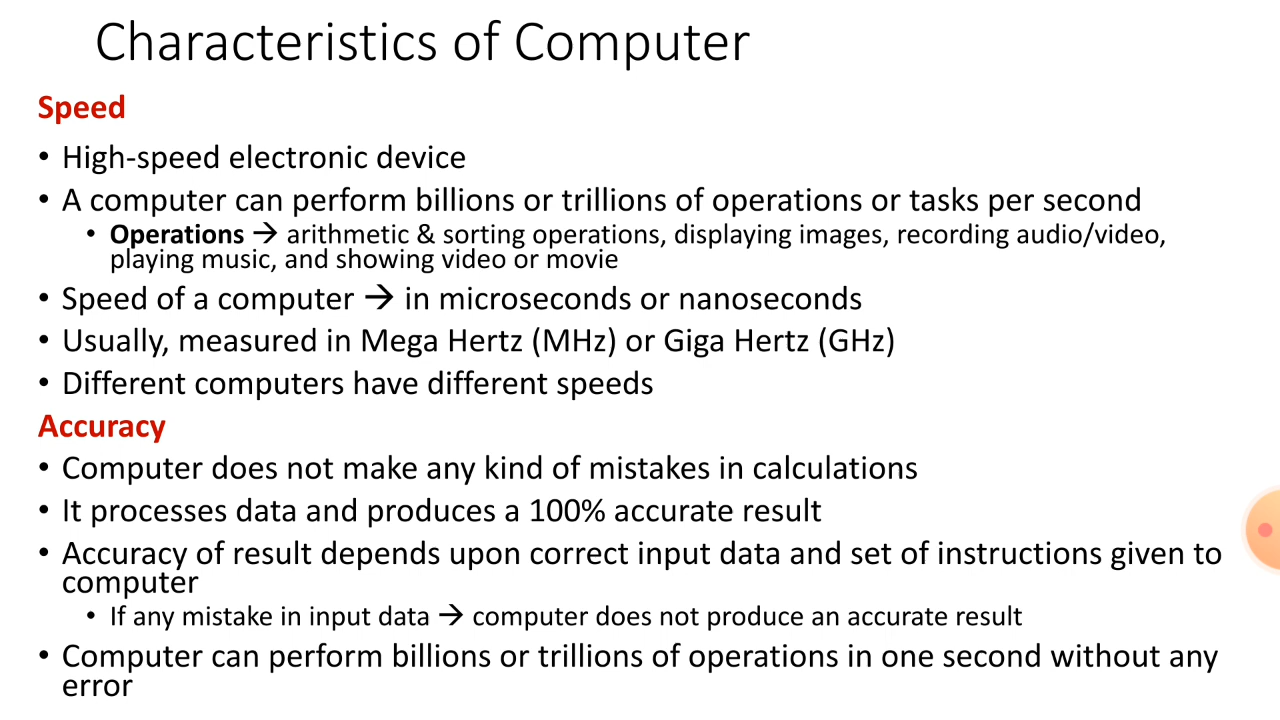 Characteristics of Computer
Speed
• High-speed electronic device
• A computer can perform billions or trillions of operations or tasks per second
• Operations → arithmetic & sorting operations, displaying images, recording audio/video,
playing music, and showing video or movie
• Speed of a computer → in microseconds or nanoseconds
• Usually, measured in Mega Hertz (MHz) or Giga Hertz (GHz)
• Different computers have different speeds
Accuracy
• Computer does not make any kind of mistakes in calculations
• It processes data and produces a 100% accurate result
• Accuracy of result depends upon correct input data and set of instructions given to
computer
• If any mistake in input data → computer does not produce an accurate result
• Computer can perform billions or trillions of operations in one second without any
error